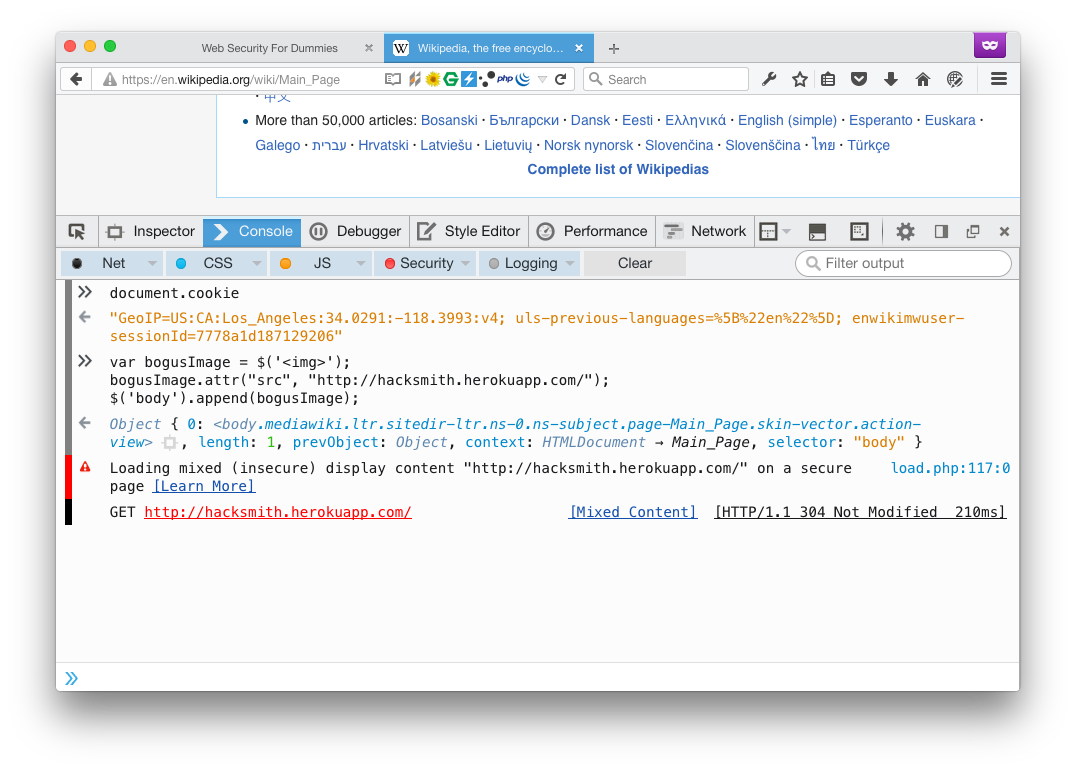 Web Security For Dummies
W Wikipedia, the free encyclo...
https://en.wikipedia.org/wiki/Main_Page
php
Search
· 中文
• More than 50,000 articles: Bosanski · Български · Dansk · Eesti · Ελληνικά · English (simple) · Esperanto · Euskara ·
Galego · עברית · Hrvatski · Latviešu · Lietuvių · Norsk nynorsk · Slovenčina · Slovenščina · ไทย · Türkçe
Complete list of Wikipedias
Inspector Console Debugger Style Editor Performance Network
Net CSS JS Security Logging Clear Filter output
document.cookie
"GeoIP=US:CA:Los_Angeles:34.0291:-118.3993:v4; uls-previous-languages=%5B%22en%22%5D; enwikimwuser-
sessionId=7778a1d187129206"
var bogusImage = $('<img>');
bogusImage.attr("src", "http://hacksmith.herokuapp.com/");
$('body').append(bogusImage);
Object { 0: <body.mediawiki.ltr.sitedir-ltr.ns-0.ns-subject.page-Main_Page.skin-vector.action-
view> , length: 1, prevObject: Object, context: HTMLDocument → Main_Page, selector: "body" }
Loading mixed (insecure) display content "http://hacksmith.herokuapp.com/" on a secure load.php:117:0
page [Learn More]
GET http://hacksmith.herokuapp.com/ [Mixed Content] [HTTP/1.1 304 Not Modified 210ms]